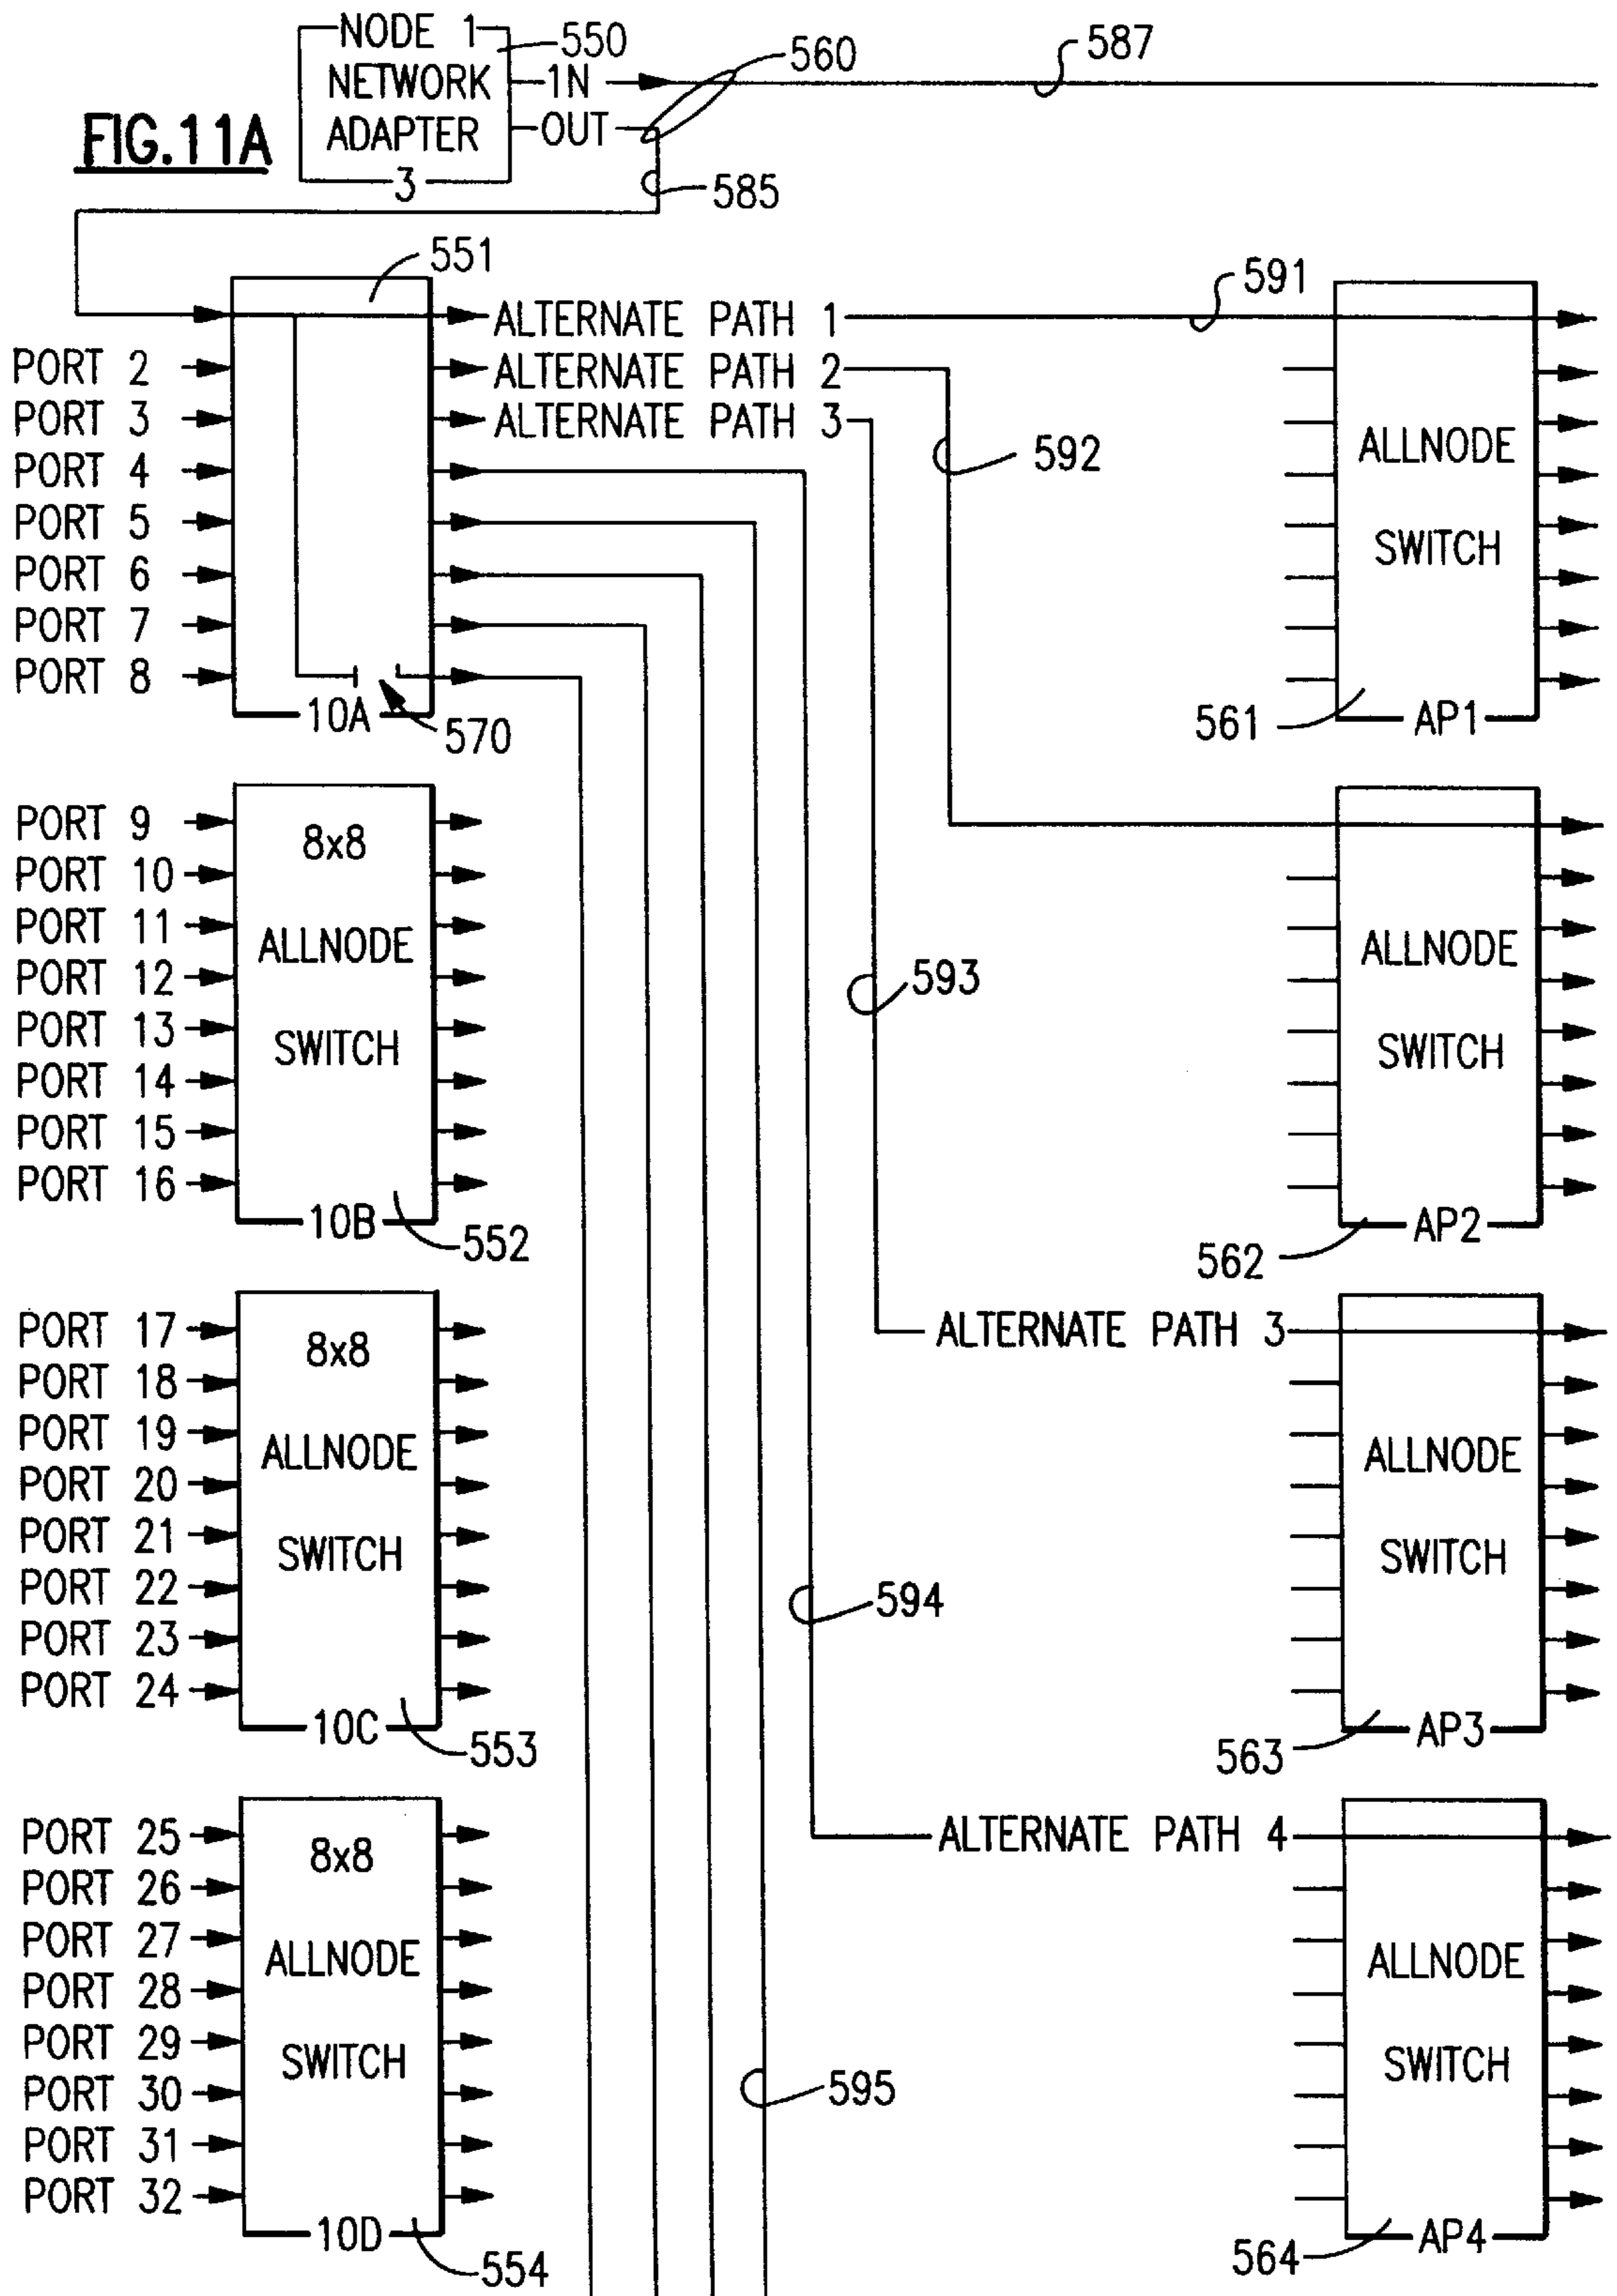 FIG.11A
NODE 1
NETWORK
ADAPTER
3
550
1N
OUT
560
587
585
551
PORT 2
PORT 3
PORT 4
PORT 5
PORT 6
PORT 7
PORT 8
10A
570
ALTERNATE PATH 1
ALTERNATE PATH 2
ALTERNATE PATH 3
591
592
ALLNODE
SWITCH
561
AP1
PORT 9
PORT 10
PORT 11
PORT 12
PORT 13
PORT 14
PORT 15
PORT 16
8x8
ALLNODE
SWITCH
10B
552
593
ALLNODE
SWITCH
562
AP2
PORT 17
PORT 18
PORT 19
PORT 20
PORT 21
PORT 22
PORT 23
PORT 24
8x8
ALLNODE
SWITCH
10C
553
ALTERNATE PATH 3
594
ALLNODE
SWITCH
563
AP3
PORT 25
PORT 26
PORT 27
PORT 28
PORT 29
PORT 30
PORT 31
PORT 32
8x8
ALLNODE
SWITCH
10D
554
ALTERNATE PATH 4
595
ALLNODE
SWITCH
564
AP4